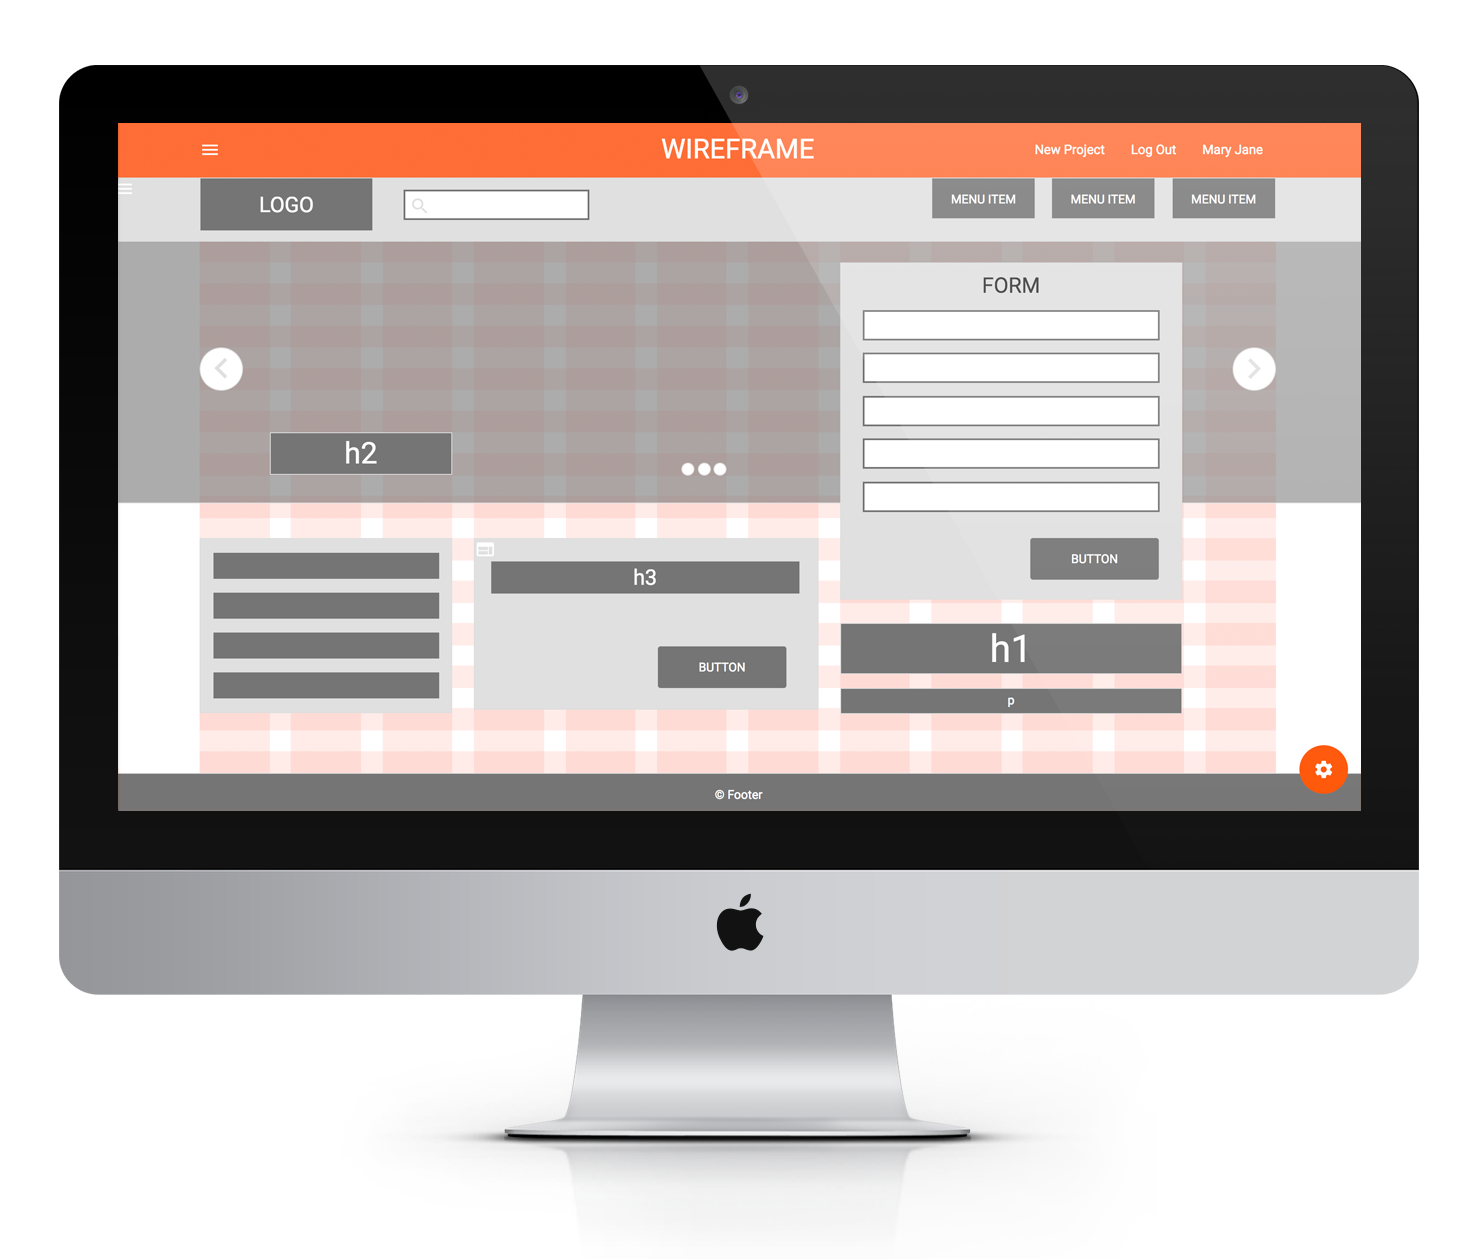 WIREFRAME
New Project
Log Out
Mary Jane
LOGO
MENU ITEM
MENU ITEM
MENU ITEM
FORM
h2
BUTTON
h3
BUTTON
h1
p
© Footer